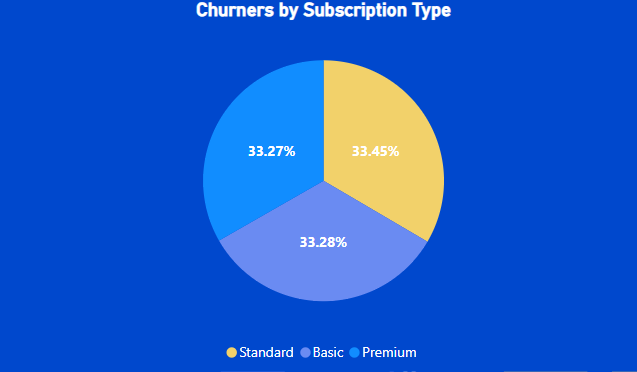 Churners by Subscription Type
33.27% 33.45%
33.28%
Standard Basic Premium